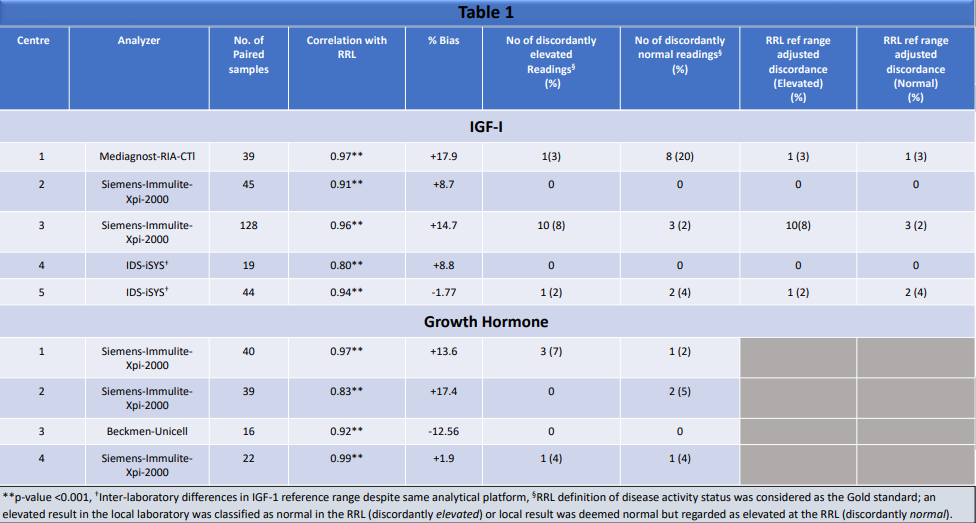 Table 1
Centre Analyzer No. of Paired samples Correlation with RRL % Bias No of discordantly elevated Readings§ (%) No of discordantly normal readings§ (%) RRL ref range adjusted discordance (Elevated) (%) RRL ref range adjusted discordance (Normal) (%)
IGF-I
1 Mediagnost-RIA-CTl 39 0.97** +17.9 1(3) 8 (20) 1 (3) 1 (3)
2 Siemens-Immulite-Xpi-2000 45 0.91** +8.7 0 0 0 0
3 Siemens-Immulite-Xpi-2000 128 0.96** +14.7 10 (8) 3 (2) 10(8) 3 (2)
4 IDS-iSYS† 19 0.80** +8.8 0 0 0 0
5 IDS-iSYS† 44 0.94** -1.77 1 (2) 2 (4) 1 (2) 2 (4)
Growth Hormone
1 Siemens-Immulite-Xpi-2000 40 0.97** +13.6 3 (7) 1 (2)
2 Siemens-Immulite-Xpi-2000 39 0.83** +17.4 0 2 (5)
3 Beckmen-Unicell 16 0.92** -12.56 0 0
4 Siemens-Immulite-Xpi-2000 22 0.99** +1.9 1 (4) 1 (4)
**p-value <0.001, †Inter-laboratory differences in IGF-1 reference range despite same analytical platform, §RRL definition of disease activity status was considered as the Gold standard; an
elevated result in the local laboratory was classified as normal in the RRL (discordantly elevated) or local result was deemed normal but regarded as elevated at the RRL (discordantly normal).